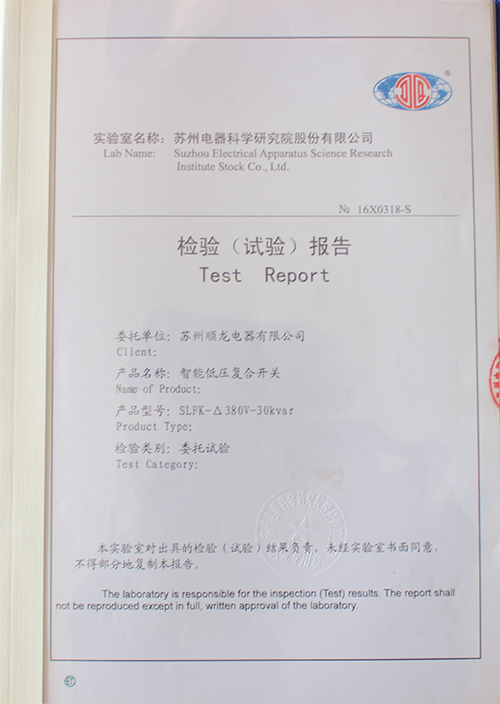 实验室名称：苏州电器科学研究院股份有限公司
Lab Name: Suzhou Electrical Apparatus Science Research
Institute Stock Co., Ltd.
№ 16X0318-S
检验（试验）报告
Test Report
委托单位：苏州顺龙电器有限公司
Client:
产品名称：智能低压复合开关
Name of Product:
产品型号：SLFK-Δ380V-30kvar
Product Type:
检验类别：委托试验
Test Category:
本实验室对出具的检验（试验）结果负责，未经实验室书面同意，
不得部分地复制本报告。
The laboratory is responsible for the inspection (Test) results. The report shall
not be reproduced except in full, written approval of the laboratory.